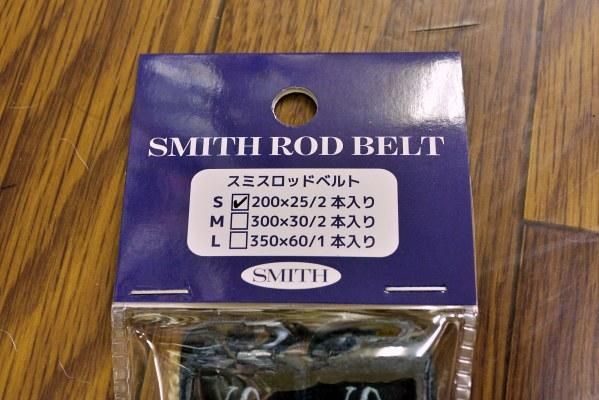 SMITH ROD BELT
スミスロッドベルト
S ☑ 200×25/2 本入り
M ☐ 300×30/2 本入り
L ☐ 350×60/1 本入り
SMITH